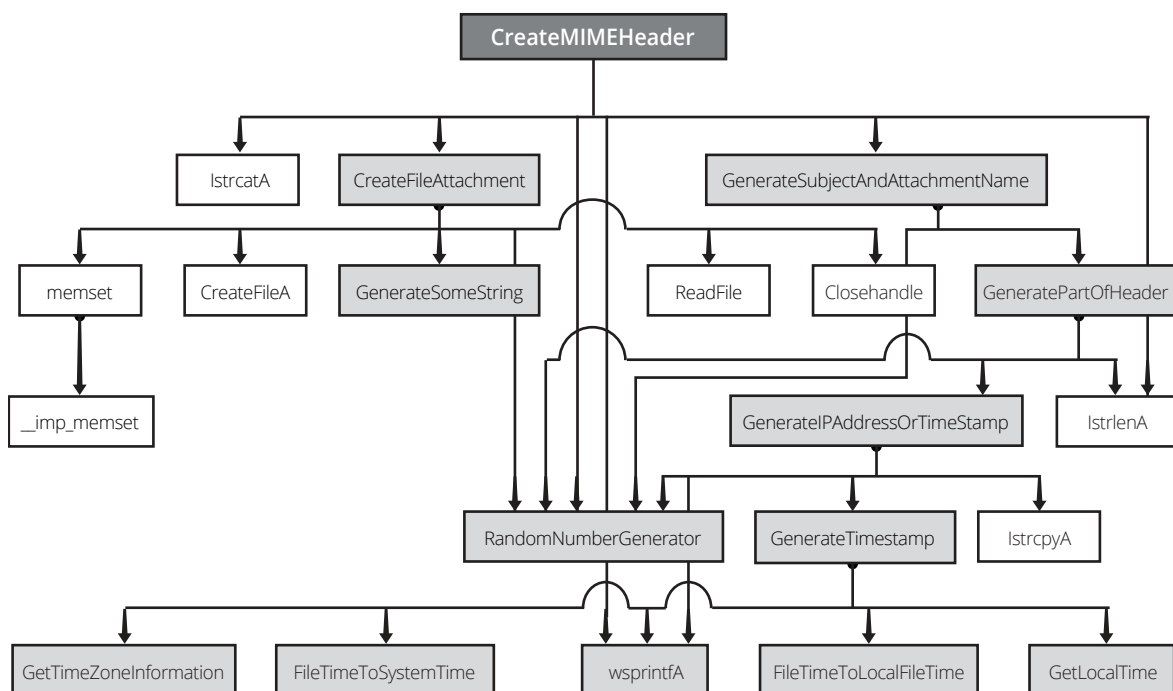 CreateMIMEHeader
lstrcatA
CreateFileAttachment
GenerateSubjectAndAttachmentName
memset
CreateFileA
GenerateSomeString
ReadFile
Closehandle
GeneratePartOfHeader
__imp_memset
GenerateIPAddressOrTimeStamp
lstrlenA
RandomNumberGenerator
GenerateTimestamp
lstrcpyA
GetTimeZoneInformation
FileTimeToSystemTime
wsprintfA
FileTimeToLocalFileTime
GetLocalTime